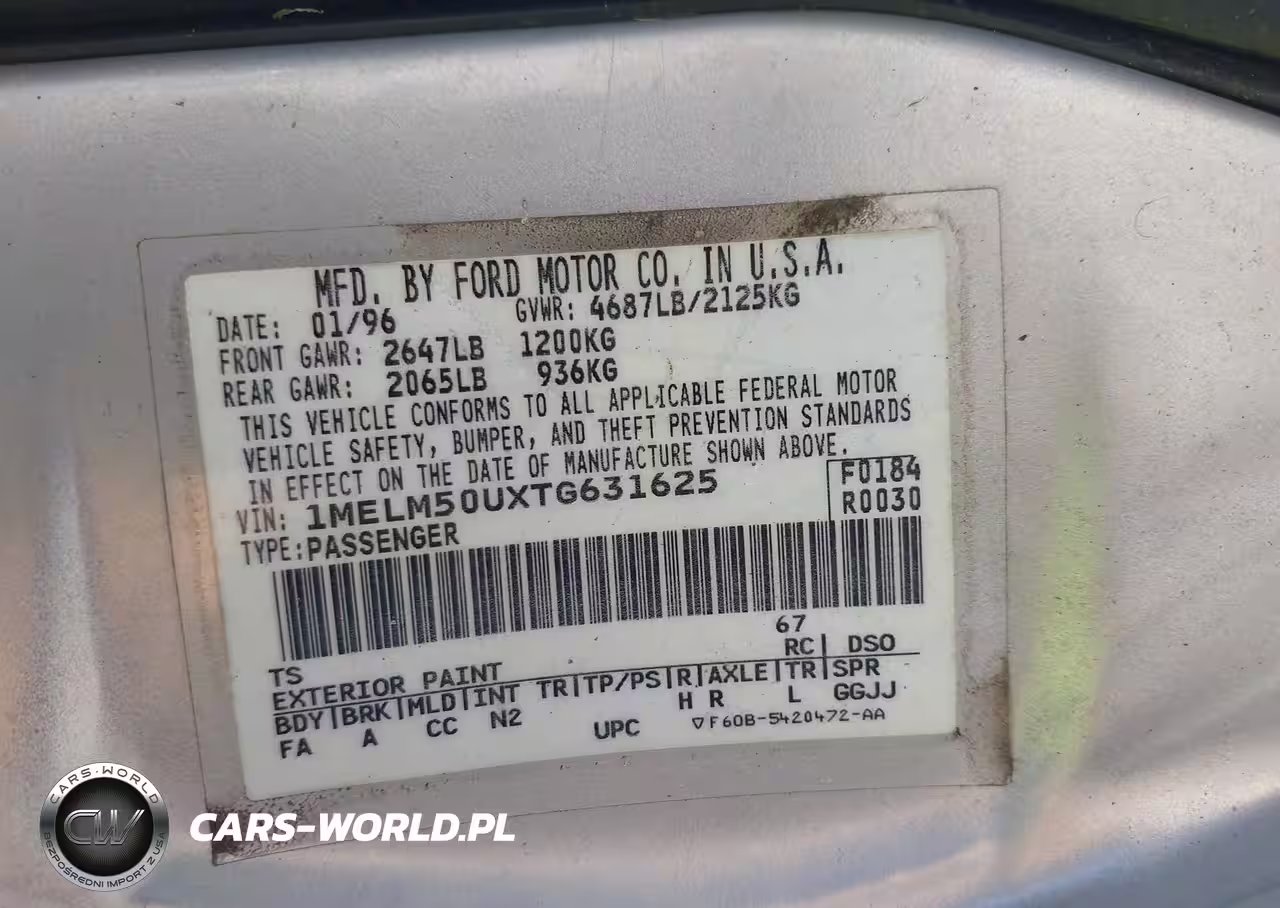 MFD. BY FORD MOTOR CO. IN U.S.A.
DATE: 01/96 GVWR: 4687LB/2125KG
FRONT GAWR: 2647LB 1200KG
REAR GAWR: 2065LB 936KG
THIS VEHICLE CONFORMS TO ALL APPLICABLE FEDERAL MOTOR
VEHICLE SAFETY, BUMPER, AND THEFT PREVENTION STANDARDS
IN EFFECT ON THE DATE OF MANUFACTURE SHOWN ABOVE.
VIN: 1MELM50UXTG631625 F0184
TYPE: PASSENGER R0030
67
TS RC DSO
EXTERIOR PAINT
BDY BRK MLD INT TR TP/PS R AXLE TR SPR
FA A CC N2 H R L GGJJ
UPC ▽F60B-5420472-AA
CARS-WORLD
CW
BEZPOŚREDNI IMPORT Z USA
CARS-WORLD.PL